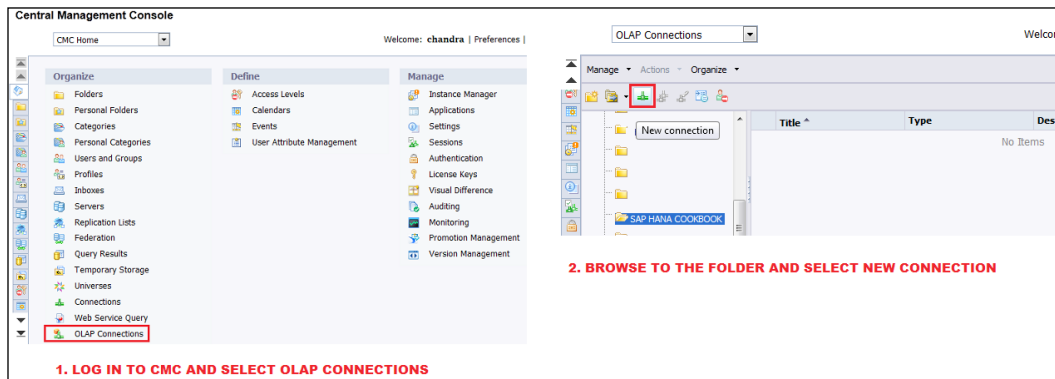 Central Management Console
CMC Home
Welcome: chandra | Preferences |
Organize
Folders
Personal Folders
Categories
Personal Categories
Users and Groups
Profiles
Inboxes
Servers
Replication Lists
Federation
Query Results
Temporary Storage
Universes
Connections
Web Service Query
OLAP Connections
Define
Access Levels
Calendars
Events
User Attribute Management
Manage
Instance Manager
Applications
Settings
Sessions
Authentication
License Keys
Visual Difference
Auditing
Monitoring
Promotion Management
Version Management
1. LOG IN TO CMC AND SELECT OLAP CONNECTIONS
OLAP Connections
Welcor
Manage Actions Organize
New connection
Title Type Des
No Items
SAP HANA COOKBOOK
2. BROWSE TO THE FOLDER AND SELECT NEW CONNECTION